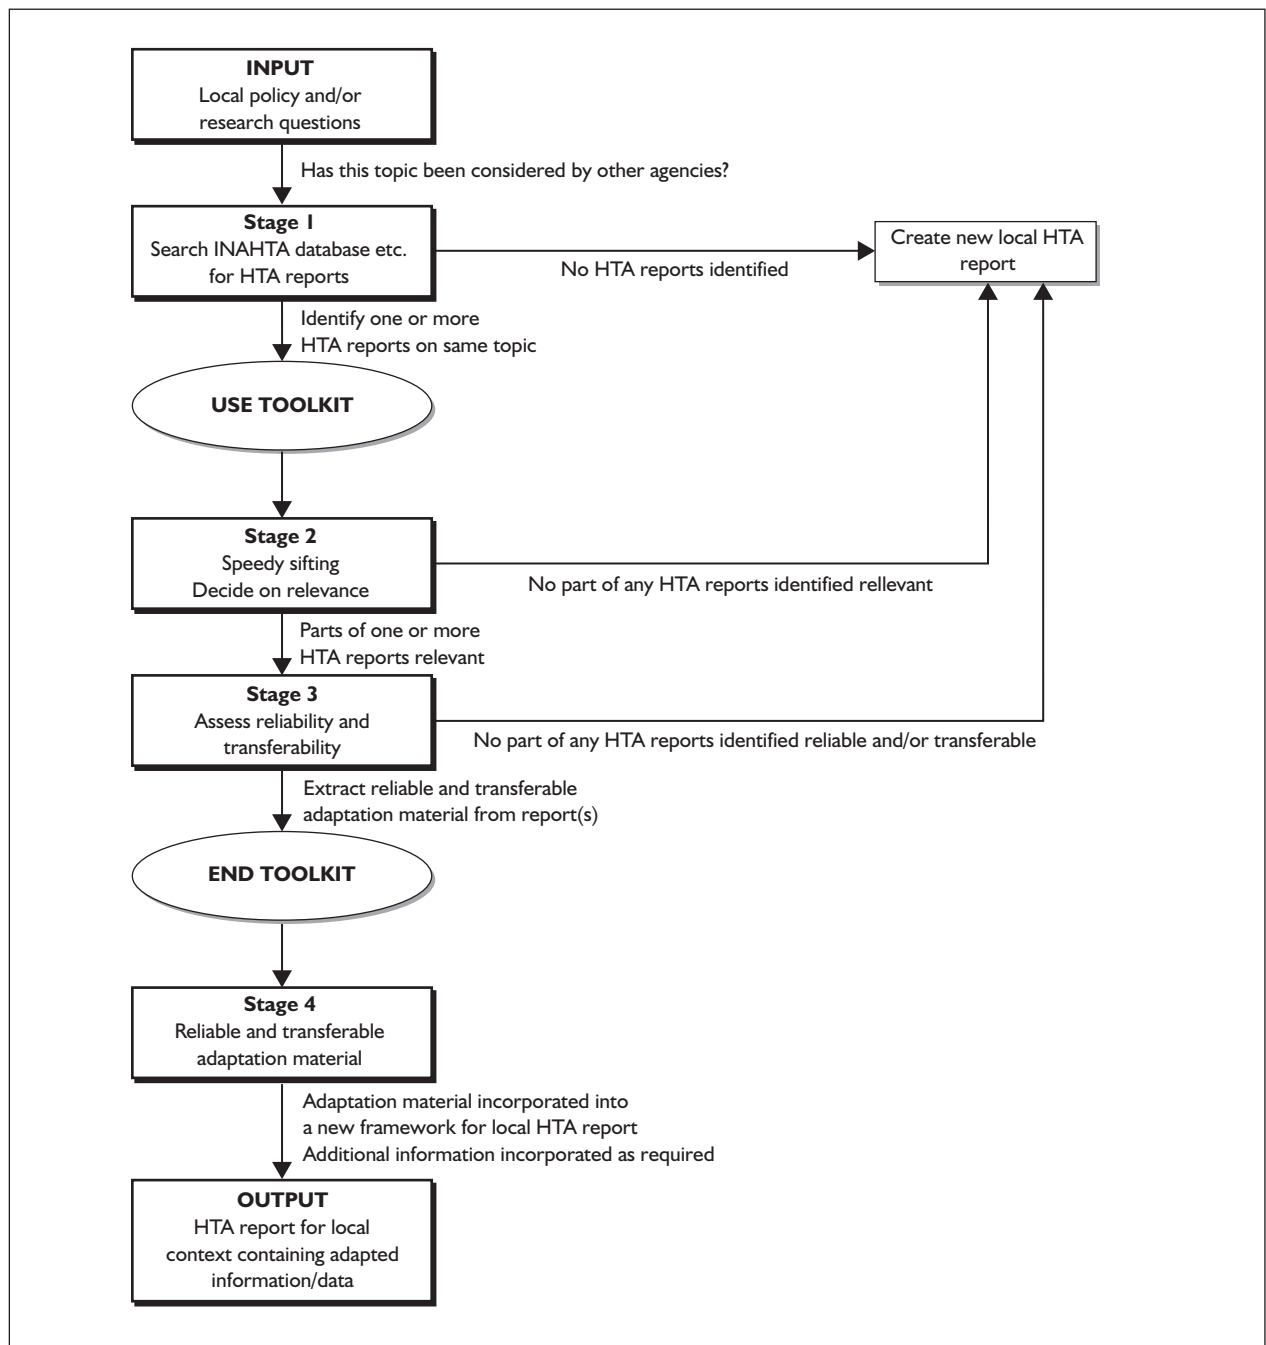 INPUT
Local policy and/or
research questions
Has this topic been considered by other agencies?
Stage 1
Search INAHTA database etc.
for HTA reports
No HTA reports identified
Create new local HTA
report
Identify one or more
HTA reports on same topic
USE TOOLKIT
Stage 2
Speedy sifting
Decide on relevance
No part of any HTA reports identified rellevant
Parts of one or more
HTA reports relevant
Stage 3
Assess reliability and
transferability
No part of any HTA reports identified reliable and/or transferable
Extract reliable and transferable
adaptation material from report(s)
END TOOLKIT
Stage 4
Reliable and transferable
adaptation material
Adaptation material incorporated into
a new framework for local HTA report
Additional information incorporated as required
OUTPUT
HTA report for local
context containing adapted
information/data